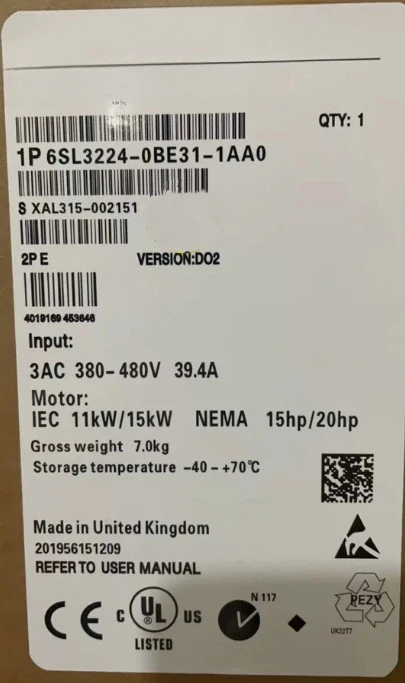 QTY: 1
1P 6SL3224-0BE31-1AA0
S XAL315-002151
2P E VERSION:D02
4019169 453646
Input:
3AC 380-480V 39.4A
Motor:
IEC 11kW/15kW NEMA 15hp/20hp
Gross weight 7.0kg
Storage temperature -40 - +70℃
Made in United Kingdom
201956151209
REFER TO USER MANUAL
CE
C UL US
LISTED
N 117
REZY
UK22T7